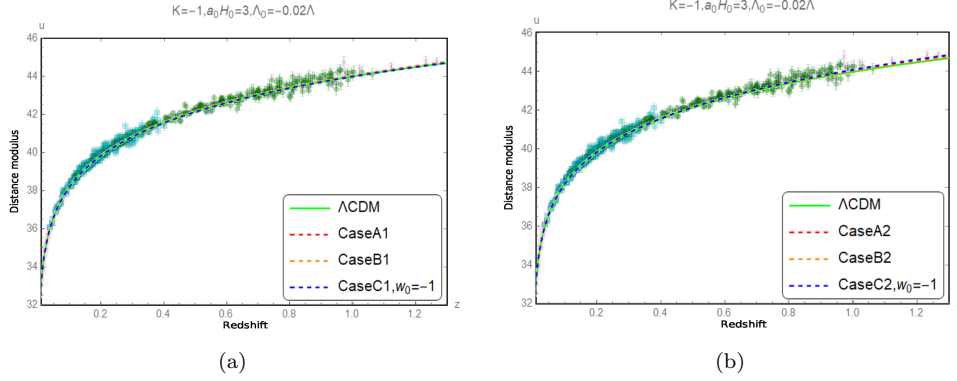 K=−1,a₀H₀=3,Λ₀=−0.02Λ
u
46
44
42
40
38
36
34
32
Distance modulus
0.2 0.4 0.6 0.8 1.0 1.2
z
Redshift
ΛCDM
CaseA1
CaseB1
CaseC1,w₀=−1
(a)
K=−1,a₀H₀=3,Λ₀=−0.02Λ
u
46
44
42
40
38
36
34
32
Distance modulus
0.2 0.4 0.6 0.8 1.0 1.2
z
Redshift
ΛCDM
CaseA2
CaseB2
CaseC2,w₀=−1
(b)